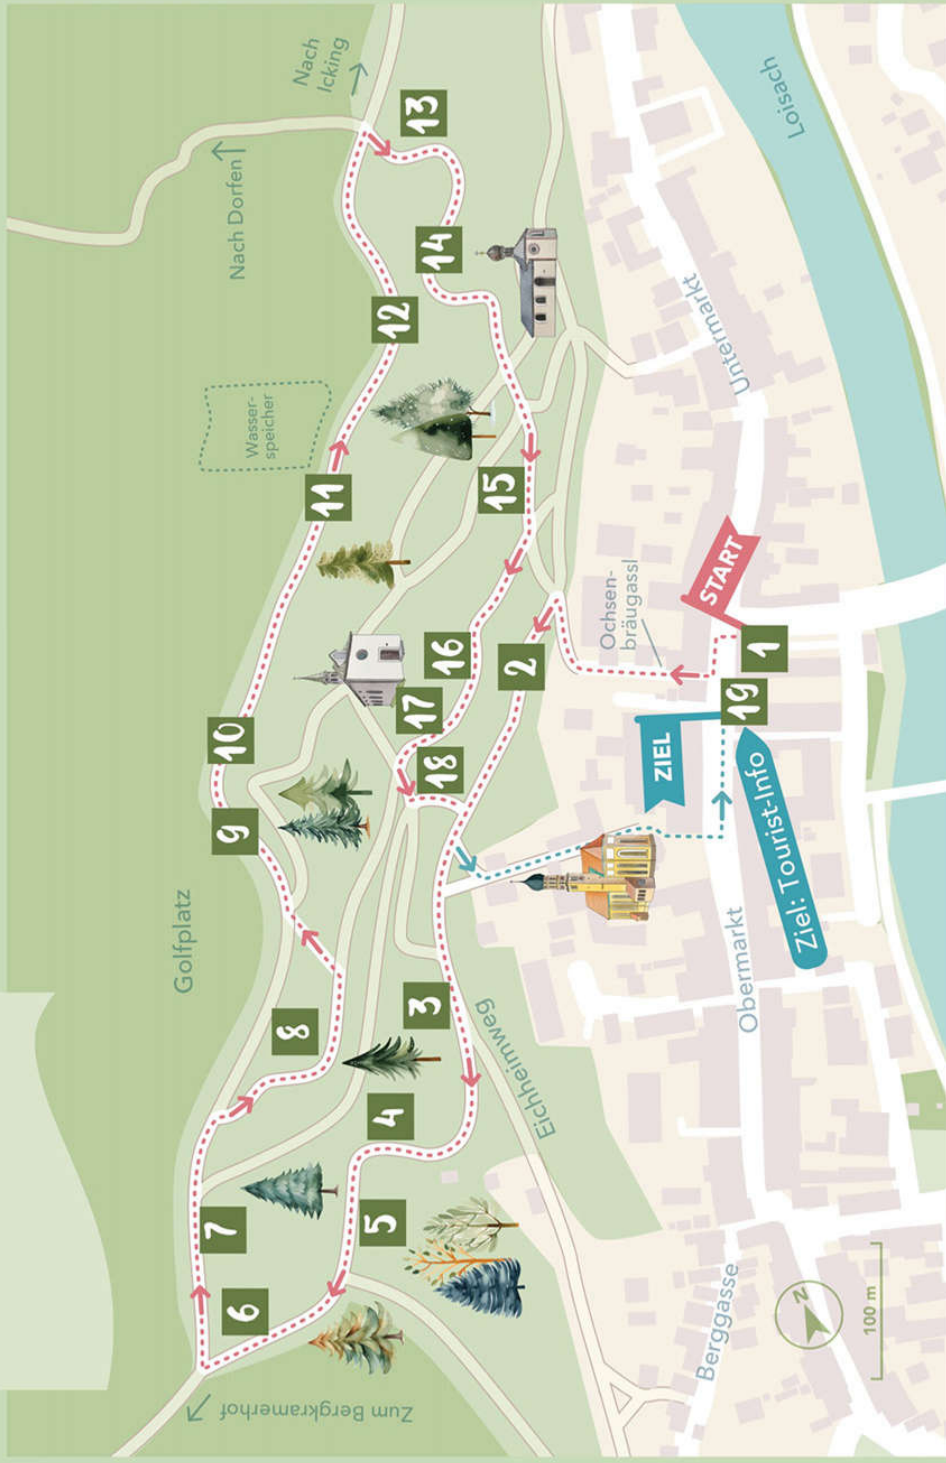 Nach
Icking
Nach Dorfen
13
14
12
Wasser-
speicher
11
15
Loisach
Untermarkt
START
Ochsen-
bräugassl
1
2
16
17
18
19
ZIEL
Ziel: Tourist-Info
10
9
Golfplatz
8
3
4
Eichheimweg
Obermarkt
7
5
6
Zum Bergkramerhof
Berggasse
N
100 m